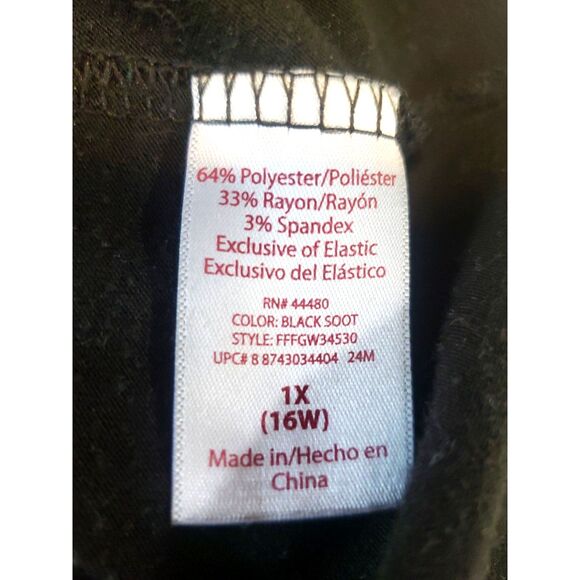 64% Polyester/Poliéster
33% Rayon/Rayón
3% Spandex
Exclusive of Elastic
Exclusivo del Elástico
RN# 44480
COLOR: BLACK SOOT
STYLE: FFFGW34530
UPC# 8 8743034404 24M
1X
(16W)
Made in/Hecho en
China